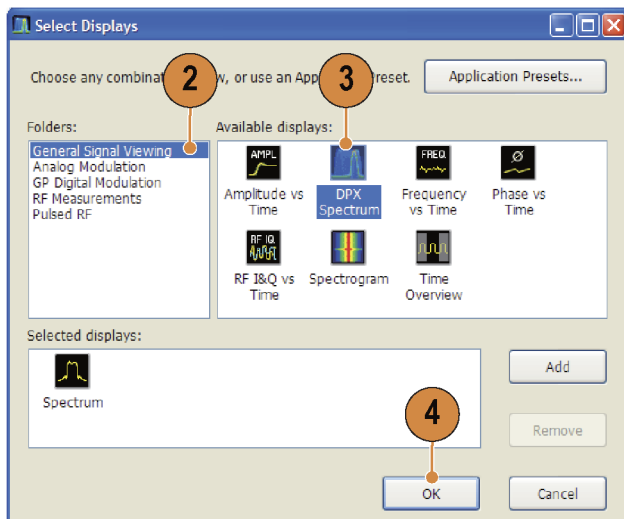 Select Displays
Choose any combinat w, or use an App reset.
Application Presets...
2
3
Folders:
Available displays:
General Signal Viewing
Analog Modulation
GP Digital Modulation
RF Measurements
Pulsed RF
AMPL
FREQ
Ø
Amplitude vs
Time
DPX
Spectrum
Frequency
vs Time
Phase vs
Time
RF IQ
RF I&Q vs
Time
Spectrogram
Time
Overview
Selected displays:
Spectrum
Add
4
Remove
OK
Cancel